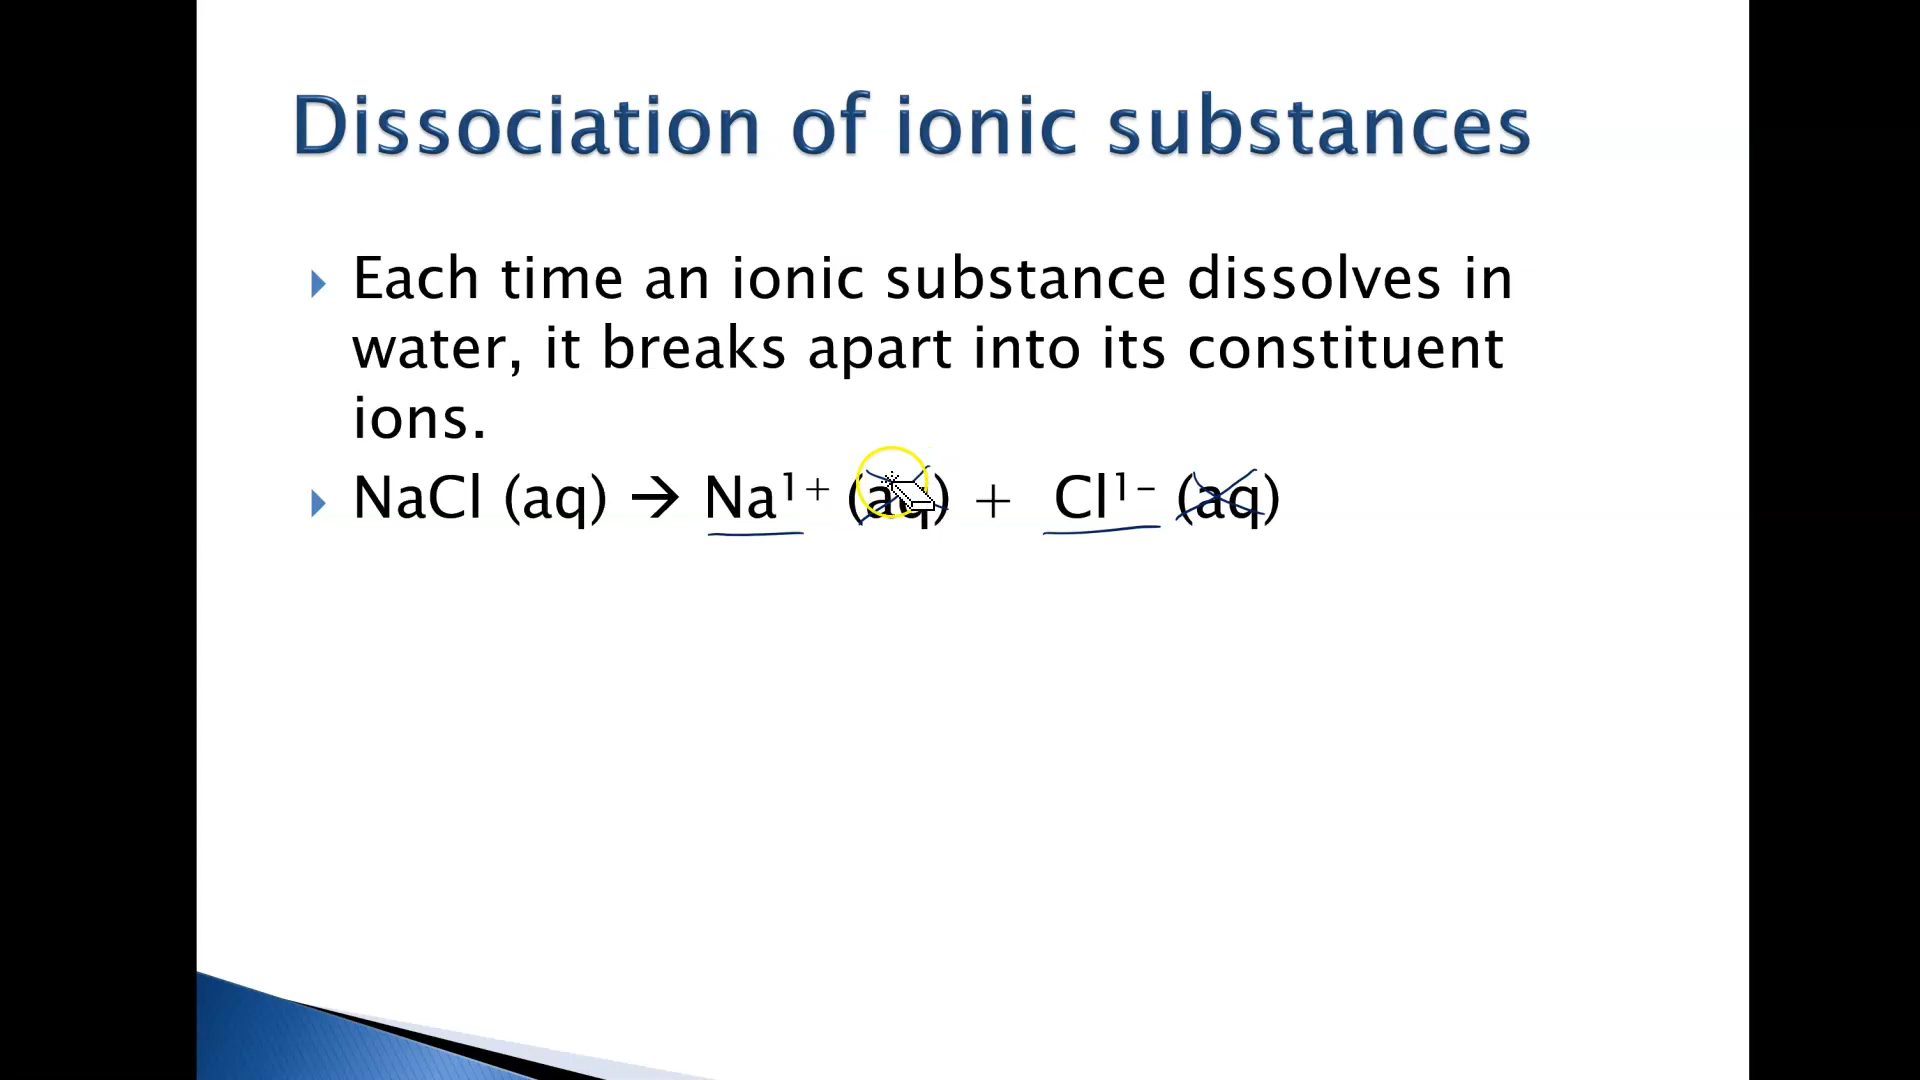 Dissociation of ionic substances
Each time an ionic substance dissolves in
water, it breaks apart into its constituent
ions.
NaCl (aq) → Na¹⁺ (aq) + Cl¹⁻ (aq)